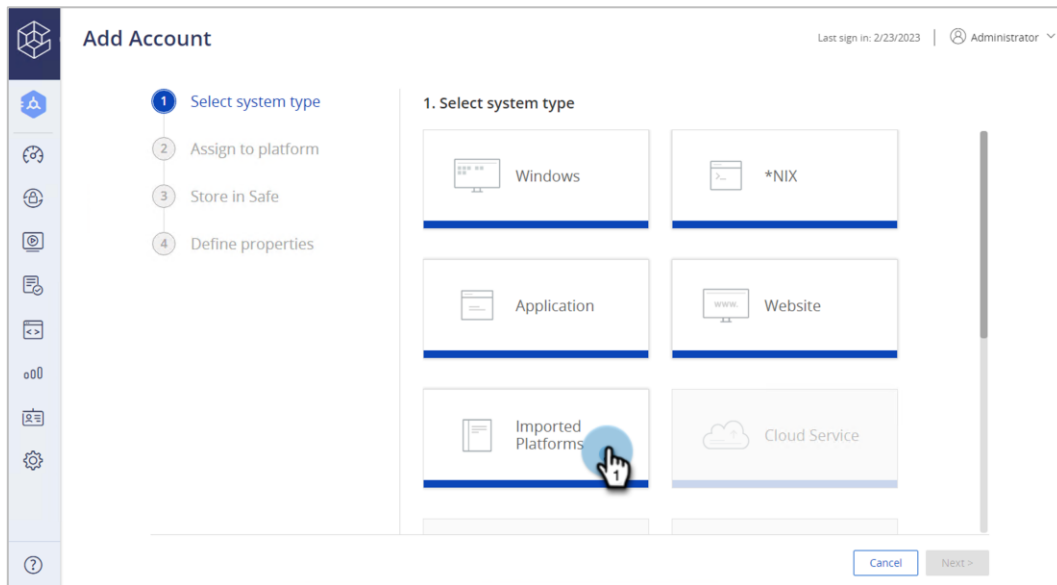 Add Account
Last sign in: 2/23/2023
Administrator
1
Select system type
2
Assign to platform
3
Store in Safe
4
Define properties
1. Select system type
Windows
>_
*NIX
Application
www.
Website
Imported
Platforms
1
Cloud Service
<>
?
Cancel
Next >